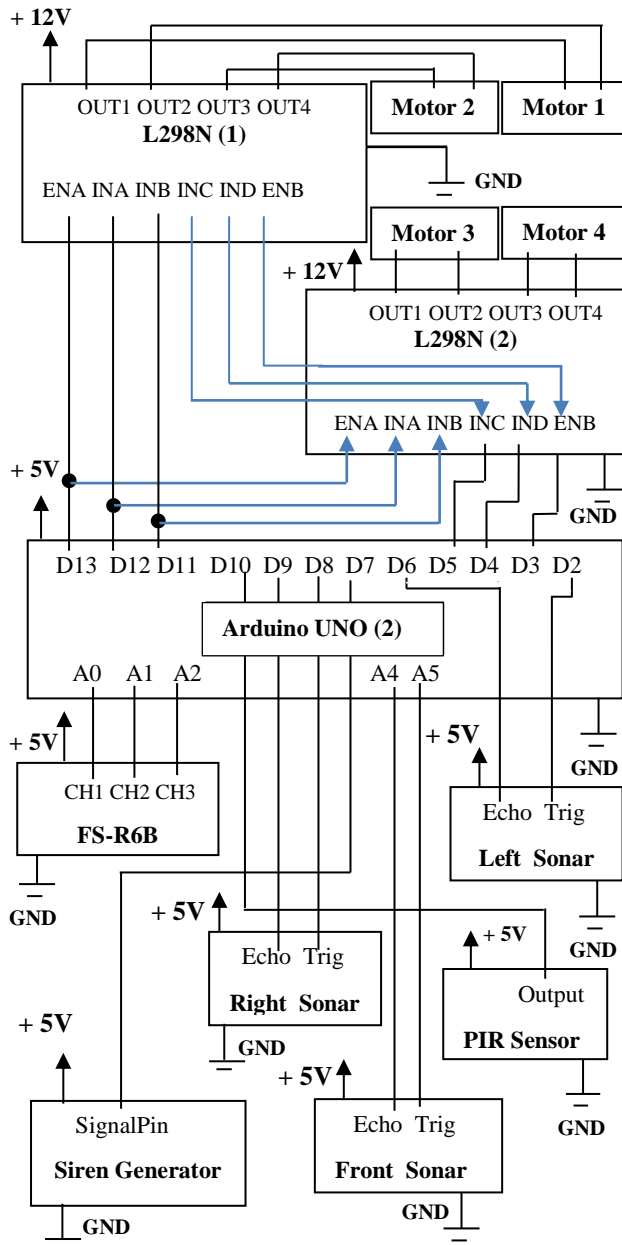 + 12V
OUT1 OUT2 OUT3 OUT4
L298N (1)
Motor 2
Motor 1
ENA INA INB INC IND ENB
GND
Motor 3
Motor 4
+ 12V
OUT1 OUT2 OUT3 OUT4
L298N (2)
ENA INA INB INC IND ENB
+ 5V
GND
D13 D12 D11 D10 D9 D8 D7 D6 D5 D4 D3 D2
Arduino UNO (2)
A0 A1 A2 A4 A5
+ 5V
GND
CH1 CH2 CH3
FS-R6B
GND
+ 5V
Echo Trig
Left Sonar
GND
+ 5V
Echo Trig
Right Sonar
GND
+ 5V
Output
PIR Sensor
GND
+ 5V
SignalPin
Siren Generator
GND
+ 5V
Echo Trig
Front Sonar
GND